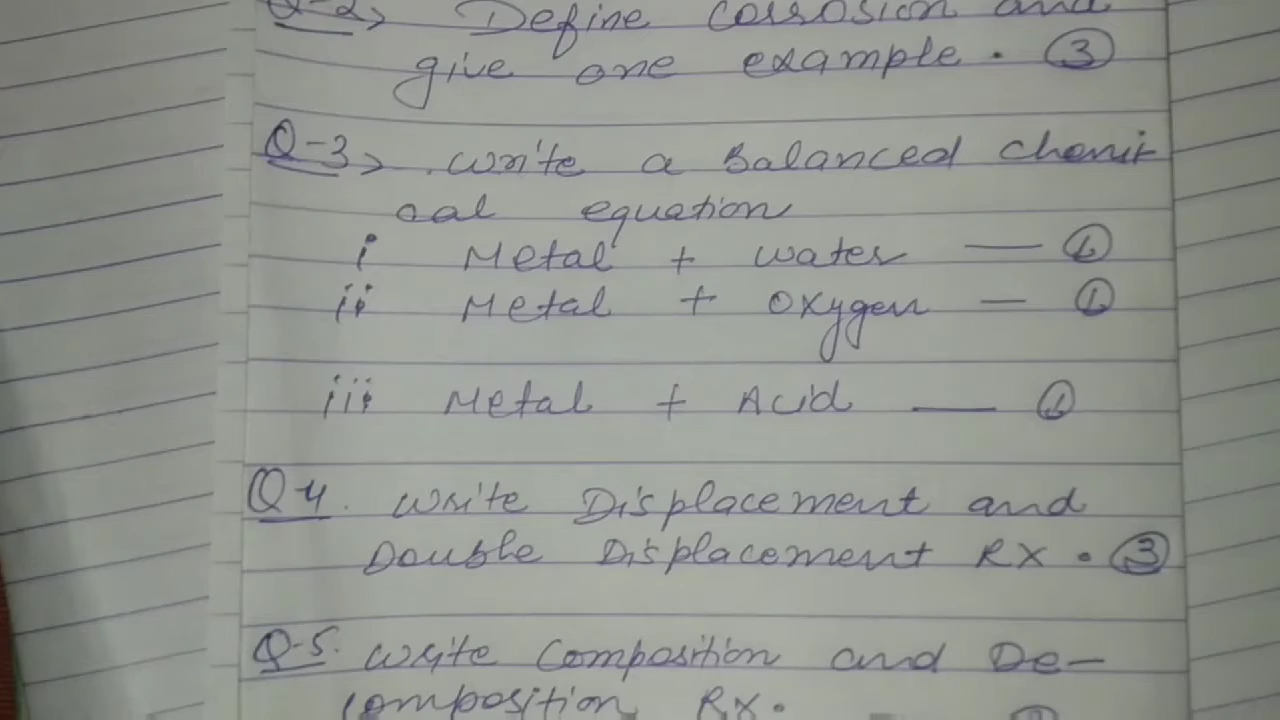 Q-2> Define Corrosion and
give one example. (3)
Q-3> Write a Balanced chemi
cal equation
i Metal + water — (1)
ii Metal + Oxygen — (1)
iii Metal + Acid — (1)
Q4. Write Displacement and
Double Displacement RX. (3)
Q-5. Write Composition and De-
composition RX.